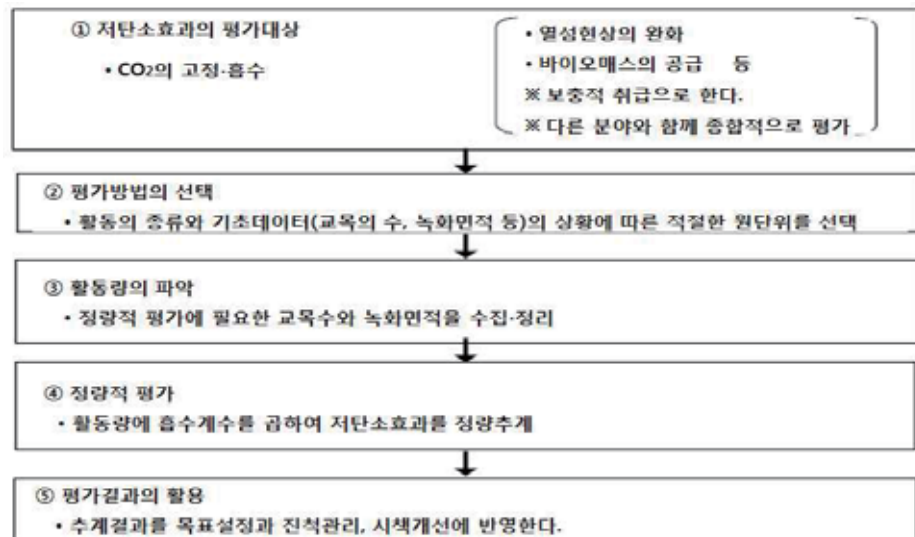 ① 저탄소효과의 평가대상
• CO₂의 고정·흡수
• 열섬현상의 완화
• 바이오매스의 공급 등
※ 보충적 취급으로 한다.
※ 다른 분야와 함께 종합적으로 평가
② 평가방법의 선택
• 활동의 종류와 기초데이터(교목의 수, 녹화면적 등)의 상황에 따른 적절한 원단위를 선택
③ 활동량의 파악
• 정량적 평가에 필요한 교목수와 녹화면적을 수집·정리
④ 정량적 평가
• 활동량에 흡수계수를 곱하여 저탄소효과를 정량추계
⑤ 평가결과의 활용
• 추계결과를 목표설정과 진척관리, 시책개선에 반영한다.